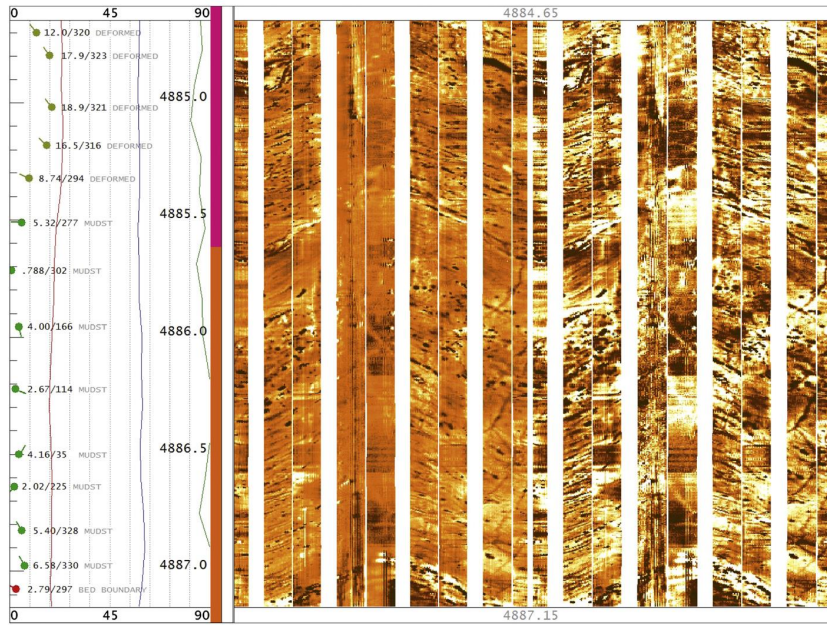 0 45 90
4884.65
12.0/320 DEFORMED
17.9/323 DEFORMED
4885.0
18.9/321 DEFORMED
16.5/316 DEFORMED
8.74/294 DEFORMED
4885.5
5.32/277 MUDST
.788/302 MUDST
4886.0
4.00/166 MUDST
2.67/114 MUDST
4886.5
4.16/35 MUDST
2.02/225 MUDST
5.40/328 MUDST
4887.0
6.58/330 MUDST
2.79/297 BED BOUNDARY
0 45 90
4887.15